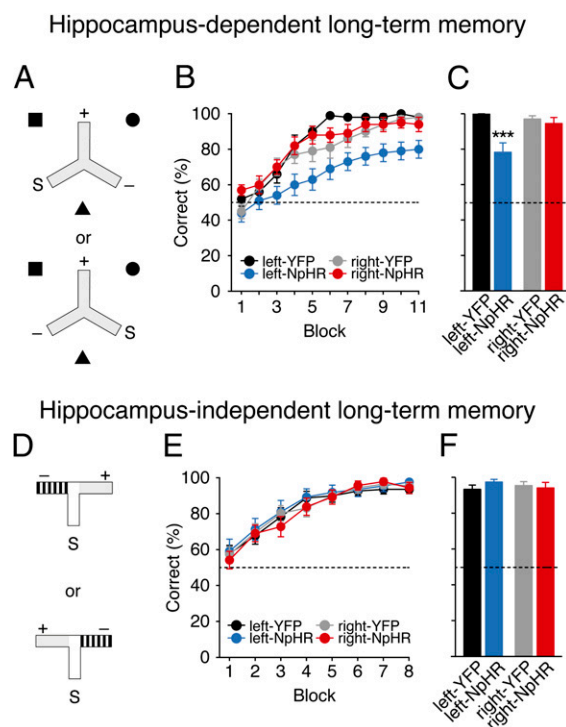 Hippocampus-dependent long-term memory
A
B
C
+
S
–
or
+
–
S
Correct (%)
100
80
60
40
20
0
left-YFP
right-YFP
left-NpHR
right-NpHR
1
3
5
7
9
11
Block
***
left-YFP
left-NpHR
right-YFP
right-NpHR
Hippocampus-independent long-term memory
D
E
F
–
+
S
or
+
–
S
Correct (%)
100
80
60
40
20
0
left-YFP
right-YFP
left-NpHR
right-NpHR
1
2
3
4
5
6
7
8
Block
left-YFP
left-NpHR
right-YFP
right-NpHR